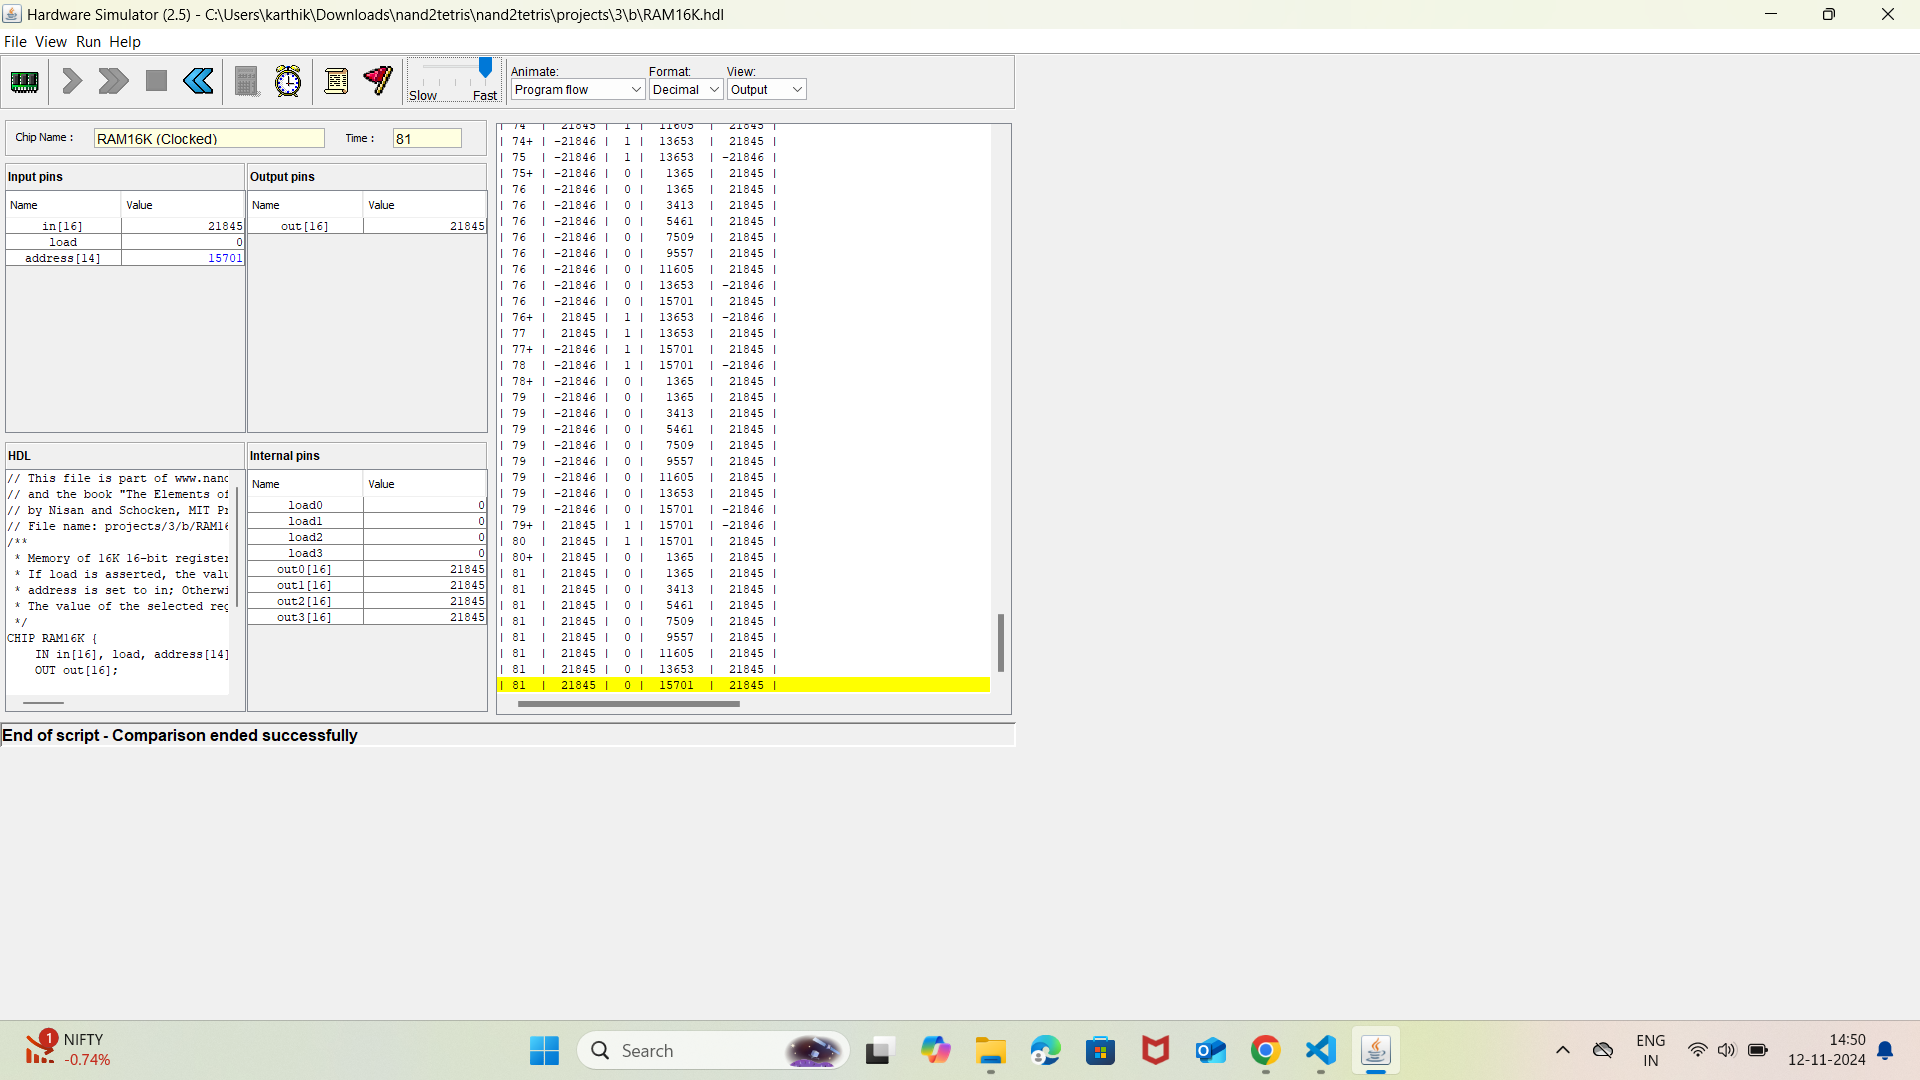 Hardware Simulator (2.5) - C:\Users\karthik\Downloads\nand2tetris\nand2tetris\projects\3\b\RAM16K.hdl
File View Run Help
Slow Fast
Animate:
Program flow
Format:
Decimal
View:
Output
Chip Name :
RAM16K (Clocked)
Time :
81
Input pins
Name Value
in[16] 21845
load 0
address[14] 15701
Output pins
Name Value
out[16] 21845
HDL
// This file is part of www.nand
// and the book "The Elements of
// by Nisan and Schocken, MIT Pr
// File name: projects/3/b/RAM16
/**
* Memory of 16K 16-bit register
* If load is asserted, the valu
* address is set to in; Otherwi
* The value of the selected reg
*/
CHIP RAM16K {
IN in[16], load, address[14]
OUT out[16];
Internal pins
Name Value
load0 0
load1 0
load2 0
load3 0
out0[16] 21845
out1[16] 21845
out2[16] 21845
out3[16] 21845
| 74 | 21845 | 1 | 11605 | 21845 |
| 74+ | -21846 | 1 | 13653 | 21845 |
| 75 | -21846 | 1 | 13653 | -21846 |
| 75+ | -21846 | 0 | 1365 | 21845 |
| 76 | -21846 | 0 | 1365 | 21845 |
| 76 | -21846 | 0 | 3413 | 21845 |
| 76 | -21846 | 0 | 5461 | 21845 |
| 76 | -21846 | 0 | 7509 | 21845 |
| 76 | -21846 | 0 | 9557 | 21845 |
| 76 | -21846 | 0 | 11605 | 21845 |
| 76 | -21846 | 0 | 13653 | -21846 |
| 76 | -21846 | 0 | 15701 | 21845 |
| 76+ | 21845 | 1 | 13653 | -21846 |
| 77 | 21845 | 1 | 13653 | 21845 |
| 77+ | -21846 | 1 | 15701 | 21845 |
| 78 | -21846 | 1 | 15701 | -21846 |
| 78+ | -21846 | 0 | 1365 | 21845 |
| 79 | -21846 | 0 | 1365 | 21845 |
| 79 | -21846 | 0 | 3413 | 21845 |
| 79 | -21846 | 0 | 5461 | 21845 |
| 79 | -21846 | 0 | 7509 | 21845 |
| 79 | -21846 | 0 | 9557 | 21845 |
| 79 | -21846 | 0 | 11605 | 21845 |
| 79 | -21846 | 0 | 13653 | 21845 |
| 79 | -21846 | 0 | 15701 | -21846 |
| 79+ | 21845 | 1 | 15701 | -21846 |
| 80 | 21845 | 1 | 15701 | 21845 |
| 80+ | 21845 | 0 | 1365 | 21845 |
| 81 | 21845 | 0 | 1365 | 21845 |
| 81 | 21845 | 0 | 3413 | 21845 |
| 81 | 21845 | 0 | 5461 | 21845 |
| 81 | 21845 | 0 | 7509 | 21845 |
| 81 | 21845 | 0 | 9557 | 21845 |
| 81 | 21845 | 0 | 11605 | 21845 |
| 81 | 21845 | 0 | 13653 | 21845 |
| 81 | 21845 | 0 | 15701 | 21845 |
End of script - Comparison ended successfully
1
NIFTY
-0.74%
Search
ENG
IN
14:50
12-11-2024